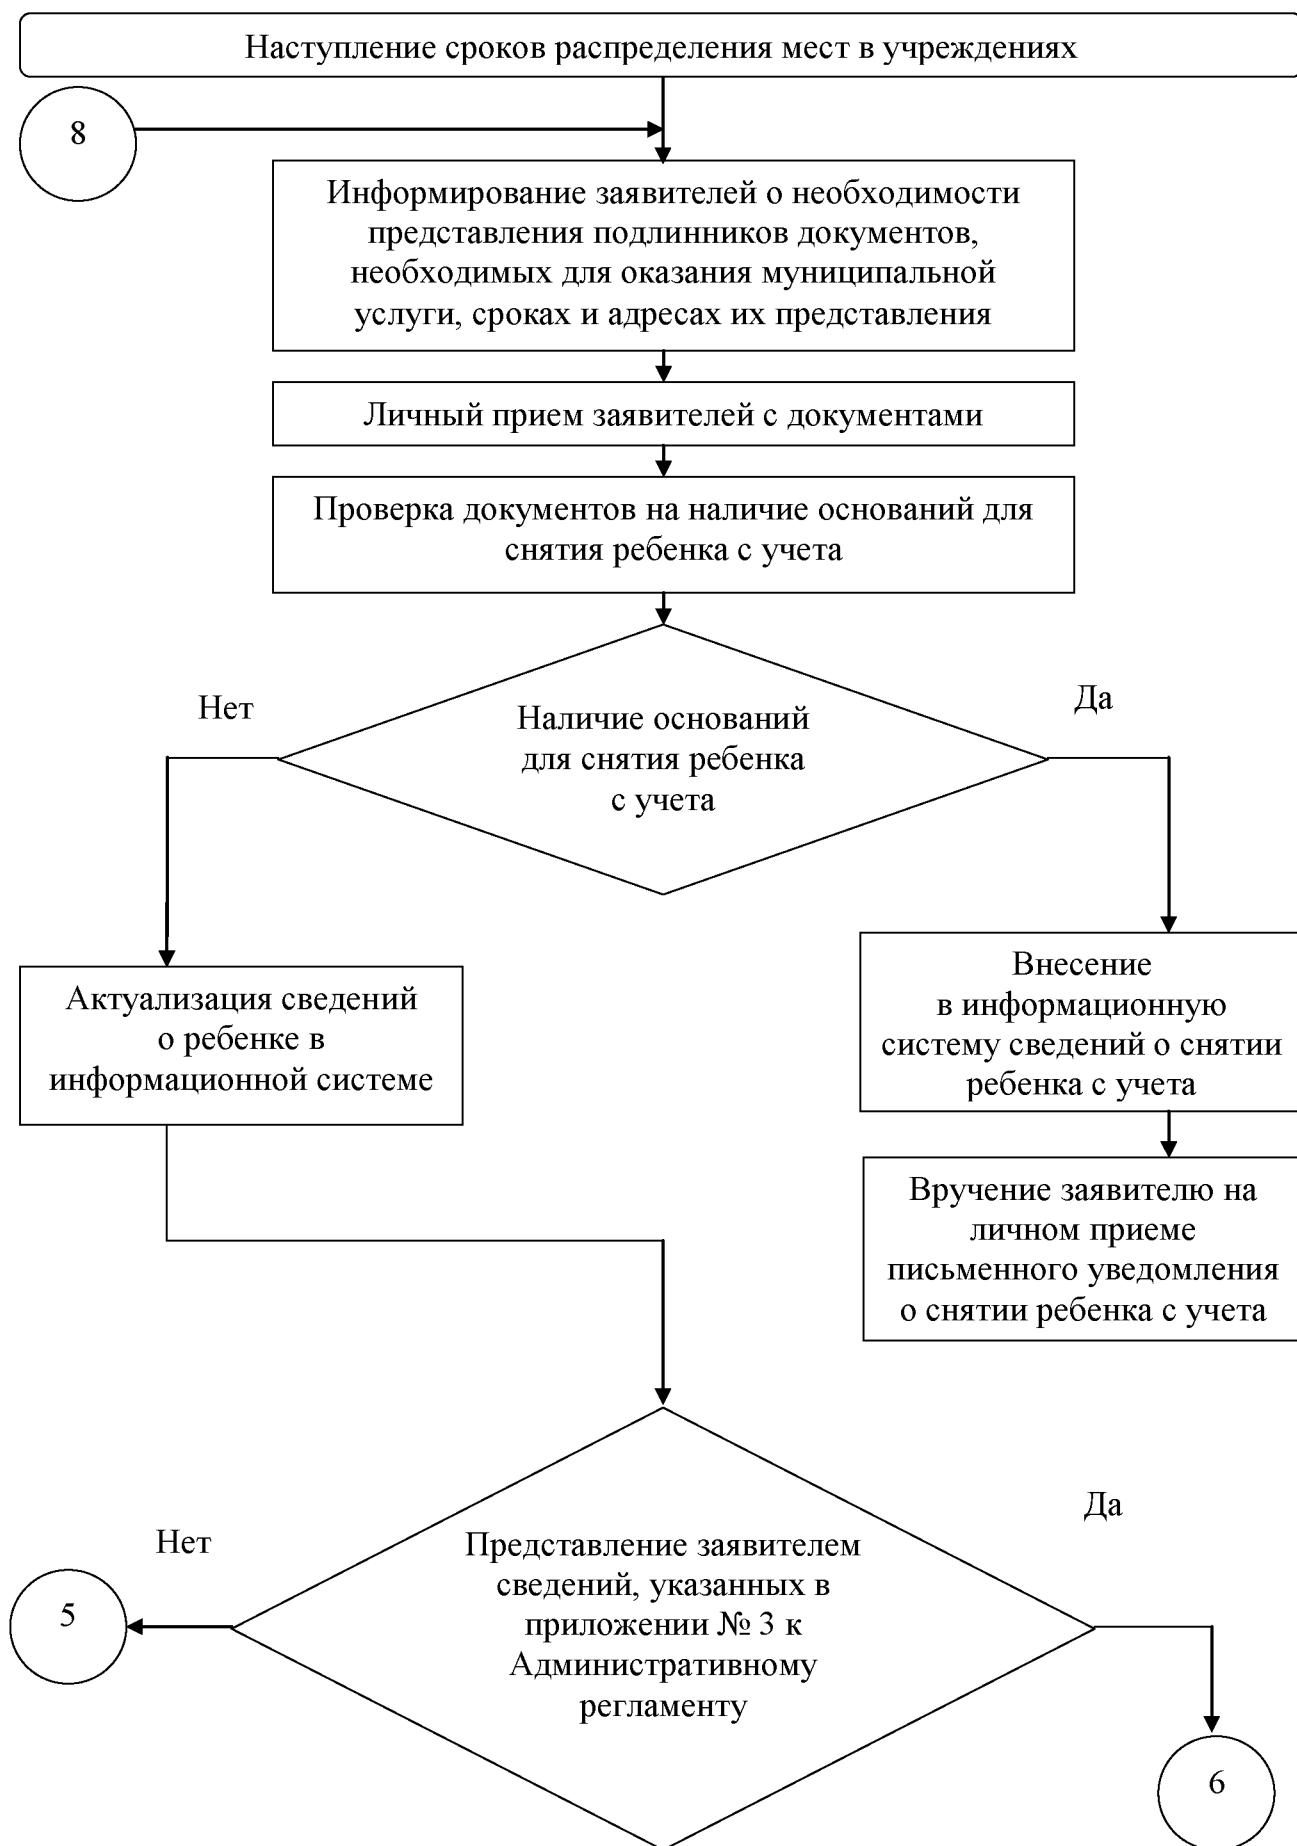 Наступление сроков распределения мест в учреждениях
8
Информирование заявителей о необходимости
представления подлинников документов,
необходимых для оказания муниципальной
услуги, сроках и адресах их представления
Личный прием заявителей с документами
Проверка документов на наличие оснований для
снятия ребенка с учета
Нет
Да
Наличие оснований
для снятия ребенка
с учета
Актуализация сведений
о ребенке в
информационной системе
Внесение
в информационную
систему сведений о снятии
ребенка с учета
Вручение заявителю на
личном приеме
письменного уведомления
о снятии ребенка с учета
Нет
Да
Представление заявителем
сведений, указанных в
приложении № 3 к
Административному
регламенту
5
6